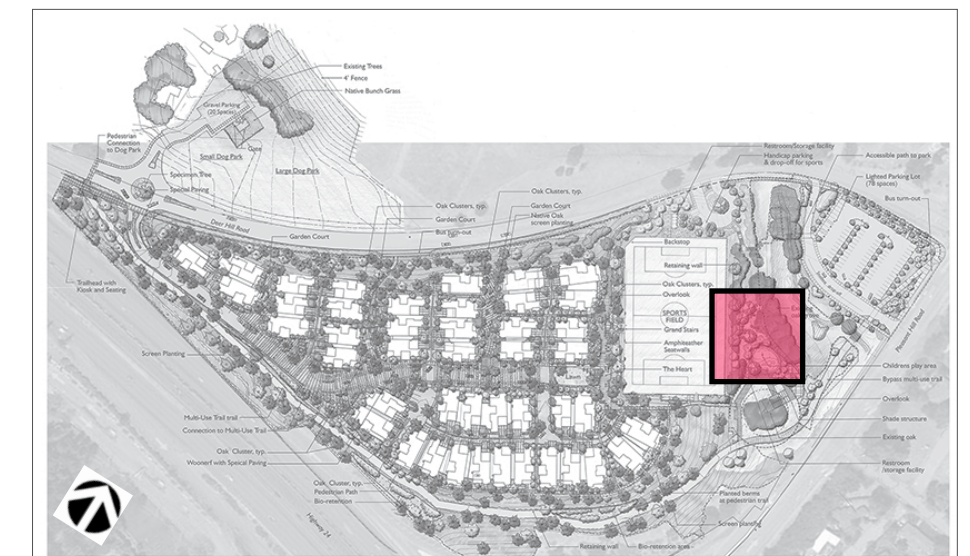 Existing Trees
4' Fence
Native Bunch Grass
Gravel Parking
(20 Spaces)
Pedestrian
Connection
to Dog Park
Gate
Small Dog Park
Large Dog Park
Specimen Tree
Special Paving
Deer Hill Road
Garden Court
Oak Clusters, typ.
Garden Court
Bus turn-out
Oak Clusters, typ.
Garden Court
Native Oak
screen planting
Restroom/Storage facility
Handicap parking
& drop-off for sports
Accessible path to park
Lighted Parking Lot
Bus turn-out
Trailhead with
Kiosk and Seating
Backstop
Retaining wall
Oak Clusters, typ.
Overlook
SPORTS
FIELD
Grand Stairs
Amphiteather
Seatwalls
The Heart
Lawn
Existing
Pleasant Hill Road
Screen Planting
Childrens play area
Bypass multi-use trail
Overlook
Shade structure
Existing oak
Restroom
/storage facility
Multi-Use Trail trail
Connection to Multi-Use Trail
Oak Cluster, typ.
Woonerf with Speical Paving
Oak Cluster, typ.
Pedestrian Path
Bio-retention
Highway 24
Planted berms
at pedestrian trail
Screen planting
Retaining wall
Bio-retention area